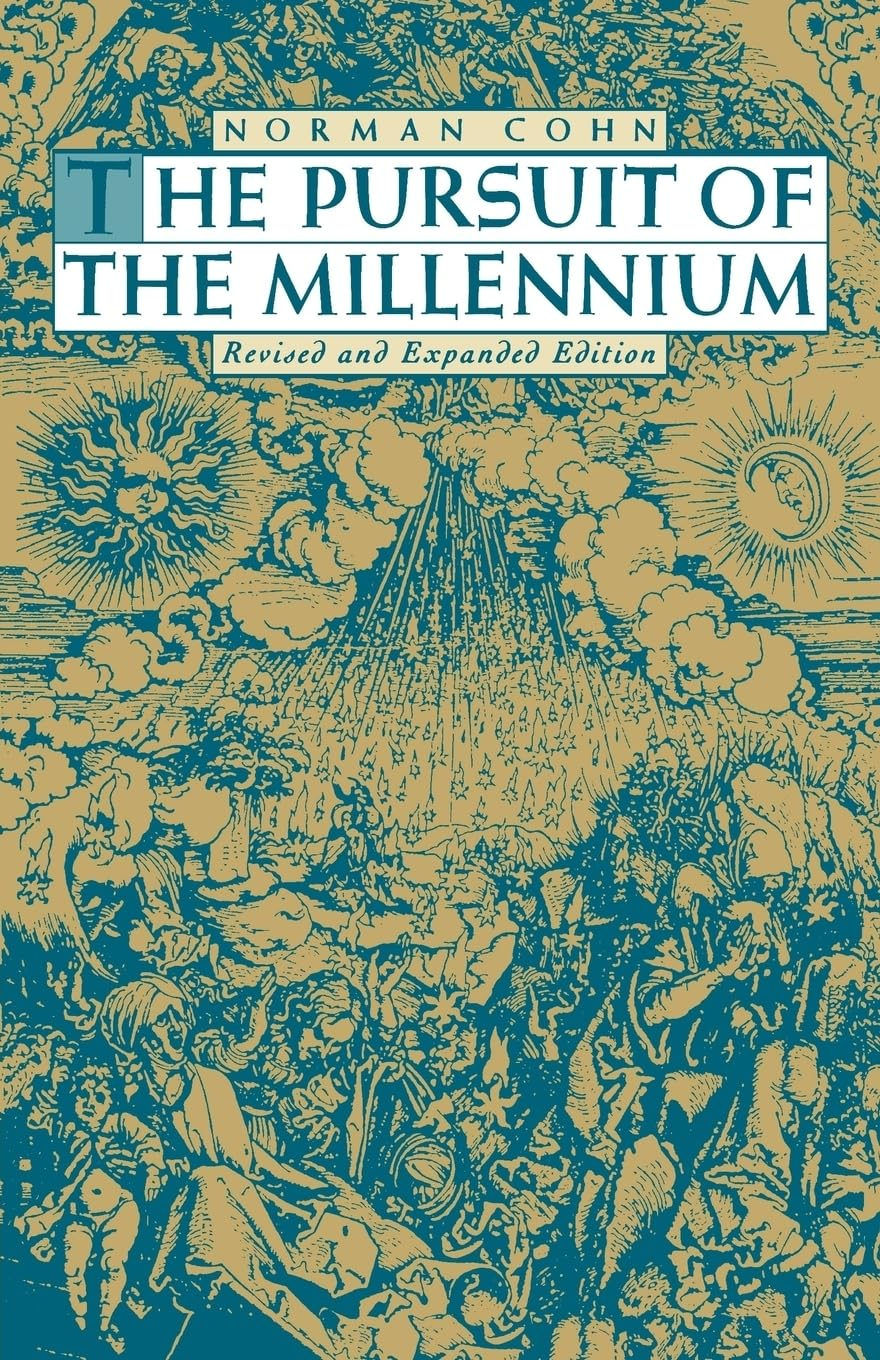 NORMAN COHN
THE PURSUIT OF
THE MILLENNIUM
Revised and Expanded Edition